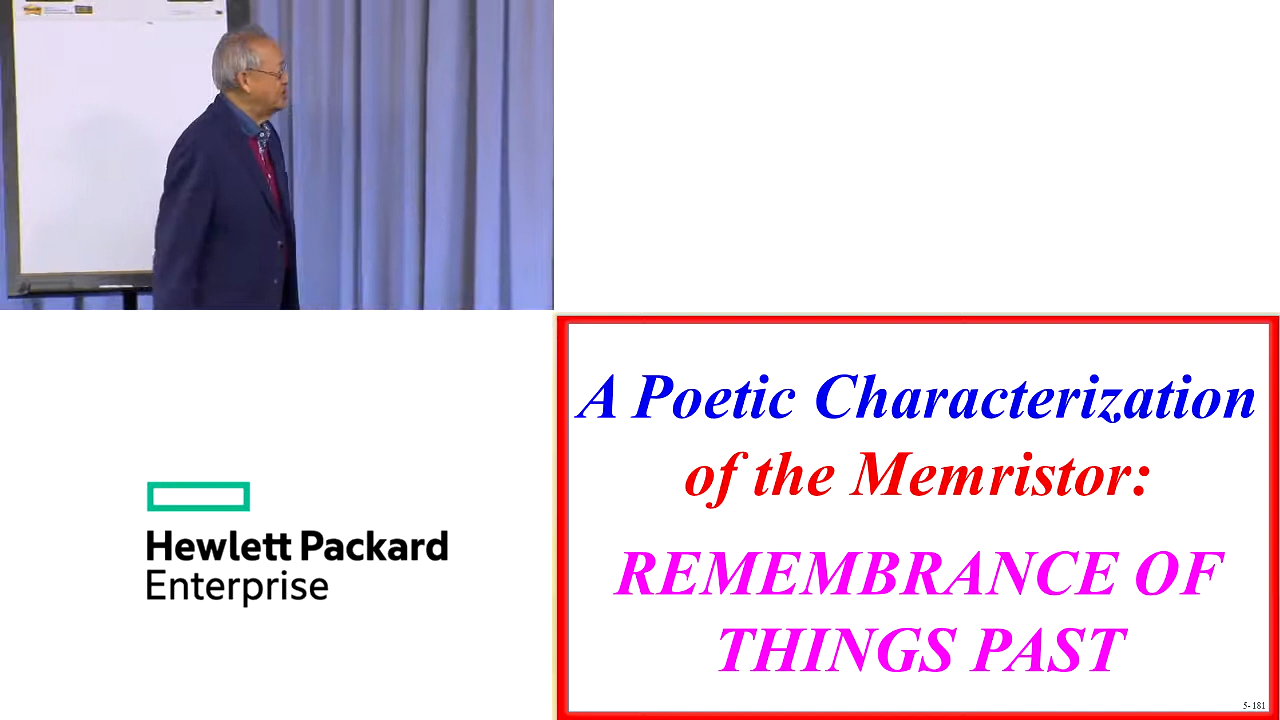 Hewlett Packard
Enterprise
A Poetic Characterization
of the Memristor:
REMEMBRANCE OF
THINGS PAST
5-181